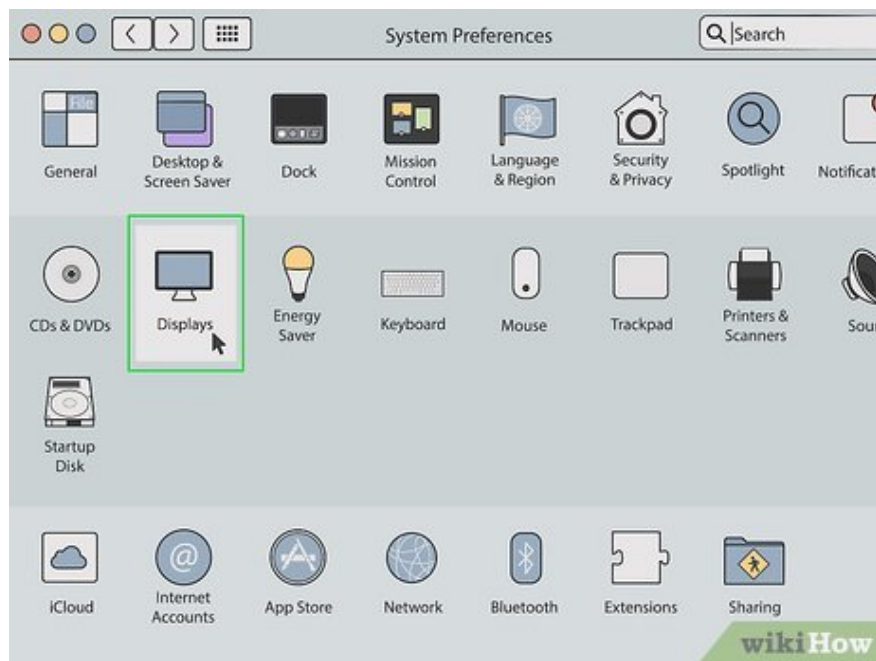 System Preferences
Search
File
General
Desktop &
Screen Saver
Dock
Mission
Control
Language
& Region
Security
& Privacy
Spotlight
Notificat
CDs & DVDs
Displays
Energy
Saver
Keyboard
Mouse
Trackpad
Printers &
Scanners
Sou
Startup
Disk
iCloud
Internet
Accounts
App Store
Network
Bluetooth
Extensions
Sharing
wikiHow